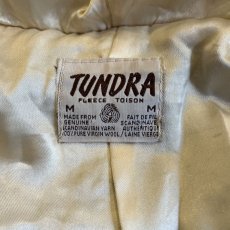 TUNDRA
FLEECE TOISON
M M
MADE FROM FAIT DE FIL
GENUINE SCANDINAVE
SCANDINAVIAN YARN AUTHENTIQUE
PURE VIRGIN WOOL / LAINE VIERGE